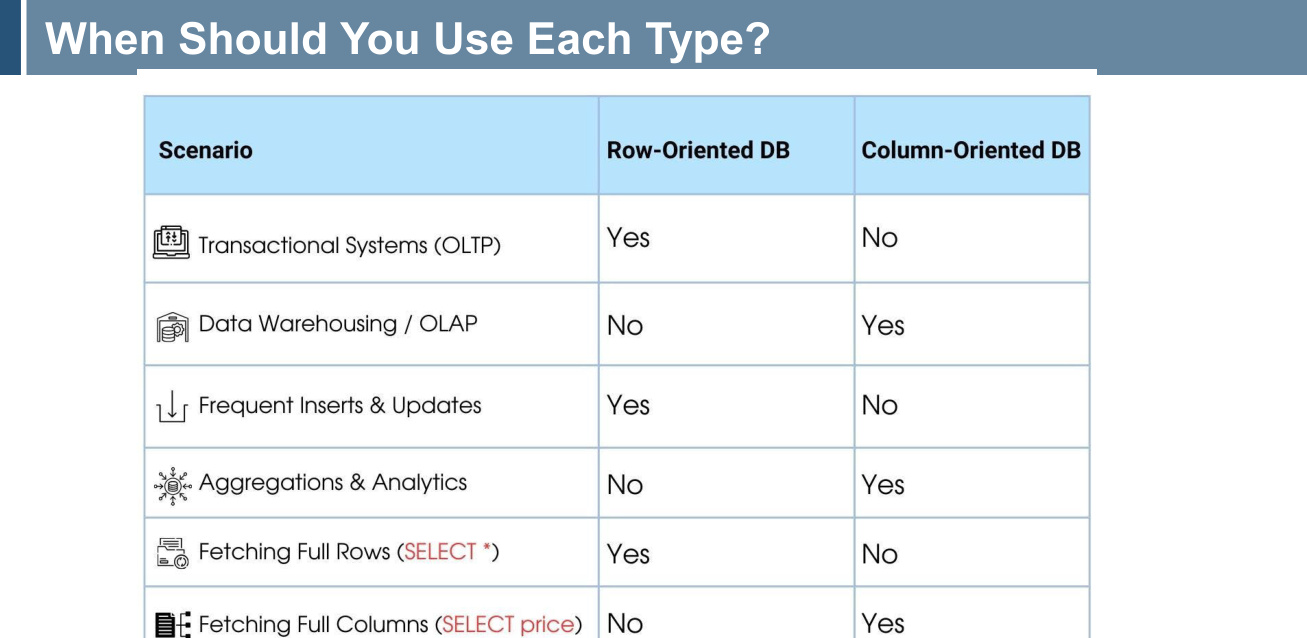 When Should You Use Each Type?
Scenario Row-Oriented DB Column-Oriented DB
Transactional Systems (OLTP) Yes No
Data Warehousing / OLAP No Yes
Frequent Inserts & Updates Yes No
Aggregations & Analytics No Yes
Fetching Full Rows (SELECT *) Yes No
Fetching Full Columns (SELECT price) No Yes